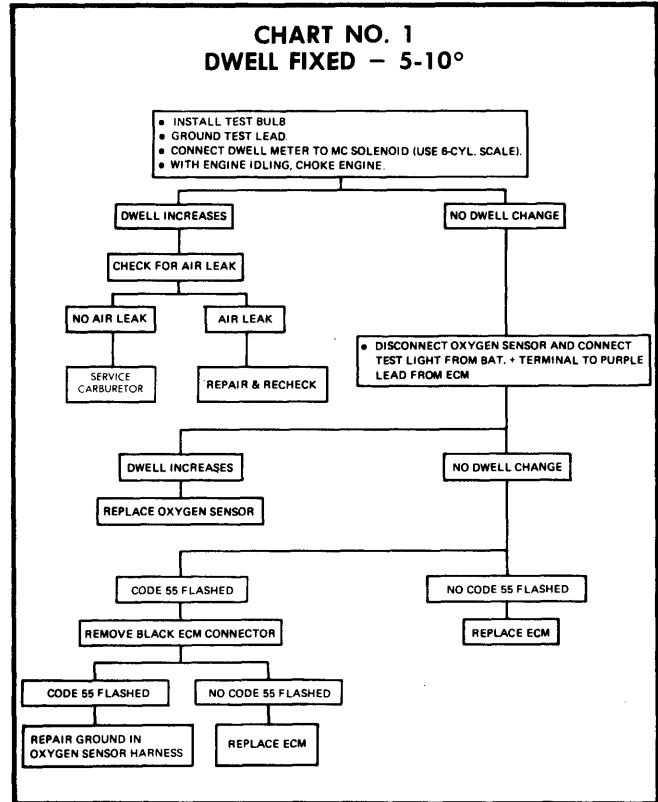 CHART NO. 1
DWELL FIXED – 5-10°
• INSTALL TEST BULB
• GROUND TEST LEAD.
• CONNECT DWELL METER TO MC SOLENOID (USE 6-CYL. SCALE).
• WITH ENGINE IDLING, CHOKE ENGINE.
DWELL INCREASES
NO DWELL CHANGE
CHECK FOR AIR LEAK
NO AIR LEAK
AIR LEAK
SERVICE
CARBURETOR
REPAIR & RECHECK
• DISCONNECT OXYGEN SENSOR AND CONNECT
TEST LIGHT FROM BAT. + TERMINAL TO PURPLE
LEAD FROM ECM
DWELL INCREASES
NO DWELL CHANGE
REPLACE OXYGEN SENSOR
CODE 55 FLASHED
NO CODE 55 FLASHED
REMOVE BLACK ECM CONNECTOR
REPLACE ECM
CODE 55 FLASHED
NO CODE 55 FLASHED
REPAIR GROUND IN
OXYGEN SENSOR HARNESS
REPLACE ECM